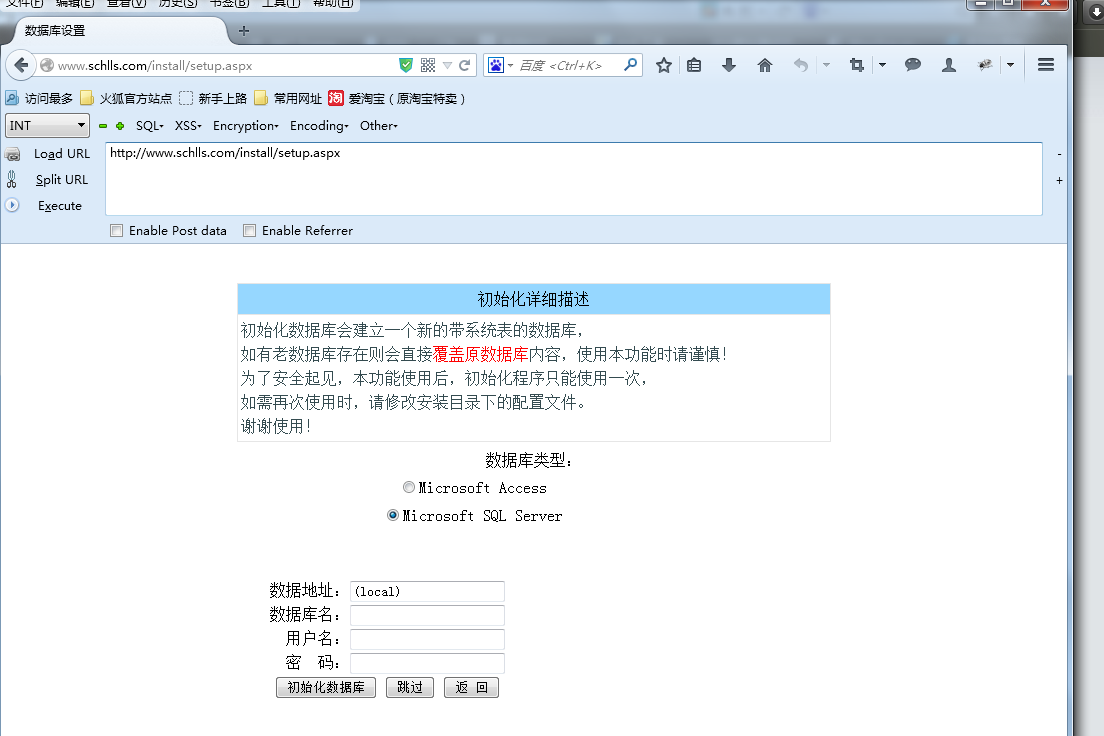 文件(F) 编辑(E) 查看(V) 历史(S) 书签(B) 工具(T) 帮助(H)
数据库设置
www.schlls.com/install/setup.aspx
百度 <Ctrl+K>
访问最多 火狐官方站点 新手上路 常用网址 淘 爱淘宝（原淘宝特卖）
INT SQL XSS Encryption Encoding Other
Load URL http://www.schlls.com/install/setup.aspx -
Split URL +
Execute
Enable Post data Enable Referrer
初始化详细描述
初始化数据库会建立一个新的带系统表的数据库，
如有老数据库存在则会直接覆盖原数据库内容，使用本功能时请谨慎！
为了安全起见，本功能使用后，初始化程序只能使用一次，
如需再次使用时，请修改安装目录下的配置文件。
谢谢使用！
数据库类型：
Microsoft Access
Microsoft SQL Server
数据地址： (local)
数据库名：
用户名：
密 码：
初始化数据库 跳过 返 回